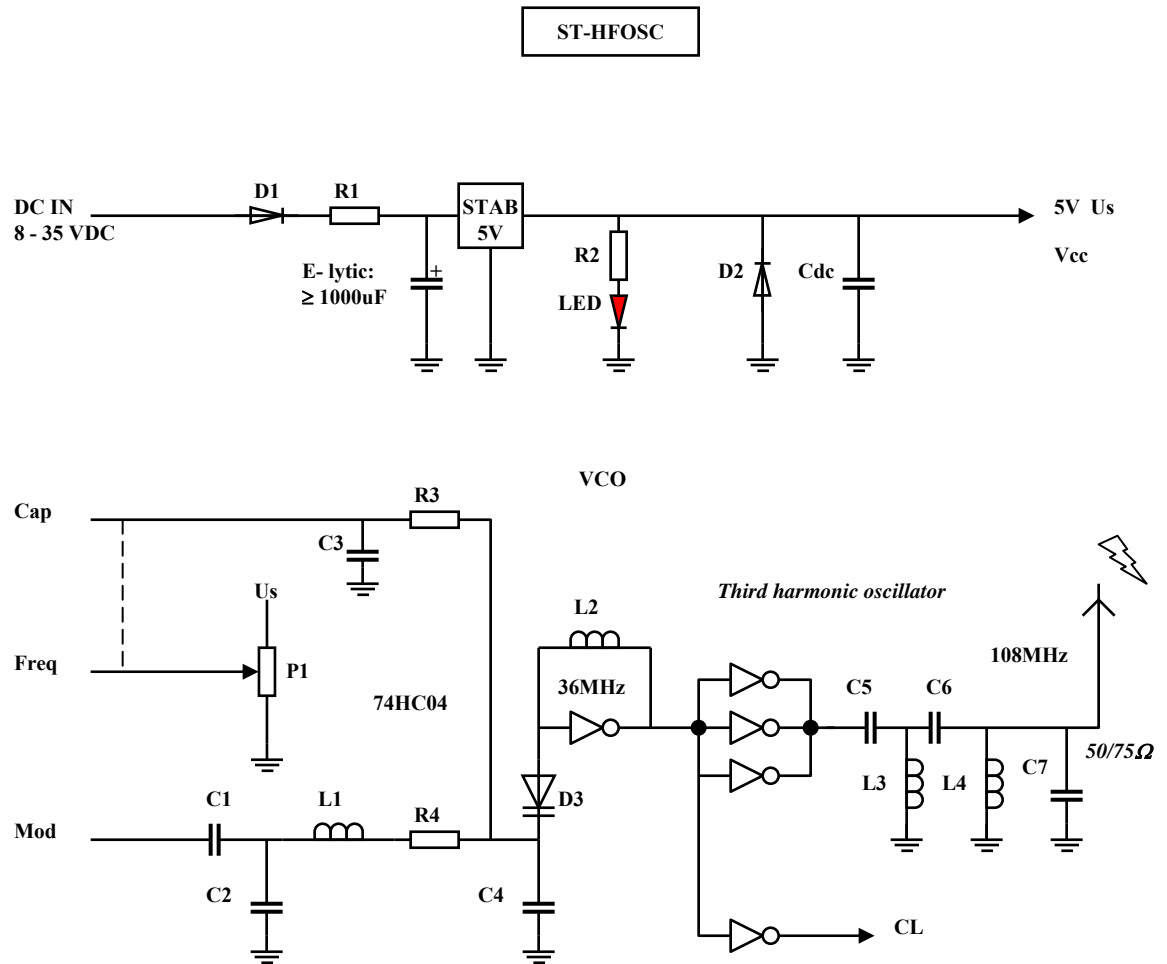 ST-HFOSC
D1
R1
DC IN
8 - 35 VDC
STAB
5V
5V Us
Vcc
E- lytic:
≥ 1000uF
R2
LED
D2
Cdc
VCO
Cap
R3
C3
Us
L2
Third harmonic oscillator
Freq
P1
36MHz
108MHz
74HC04
C5
C6
50/75Ω
L3
L4
C7
D3
C1
L1
R4
Mod
C2
C4
CL